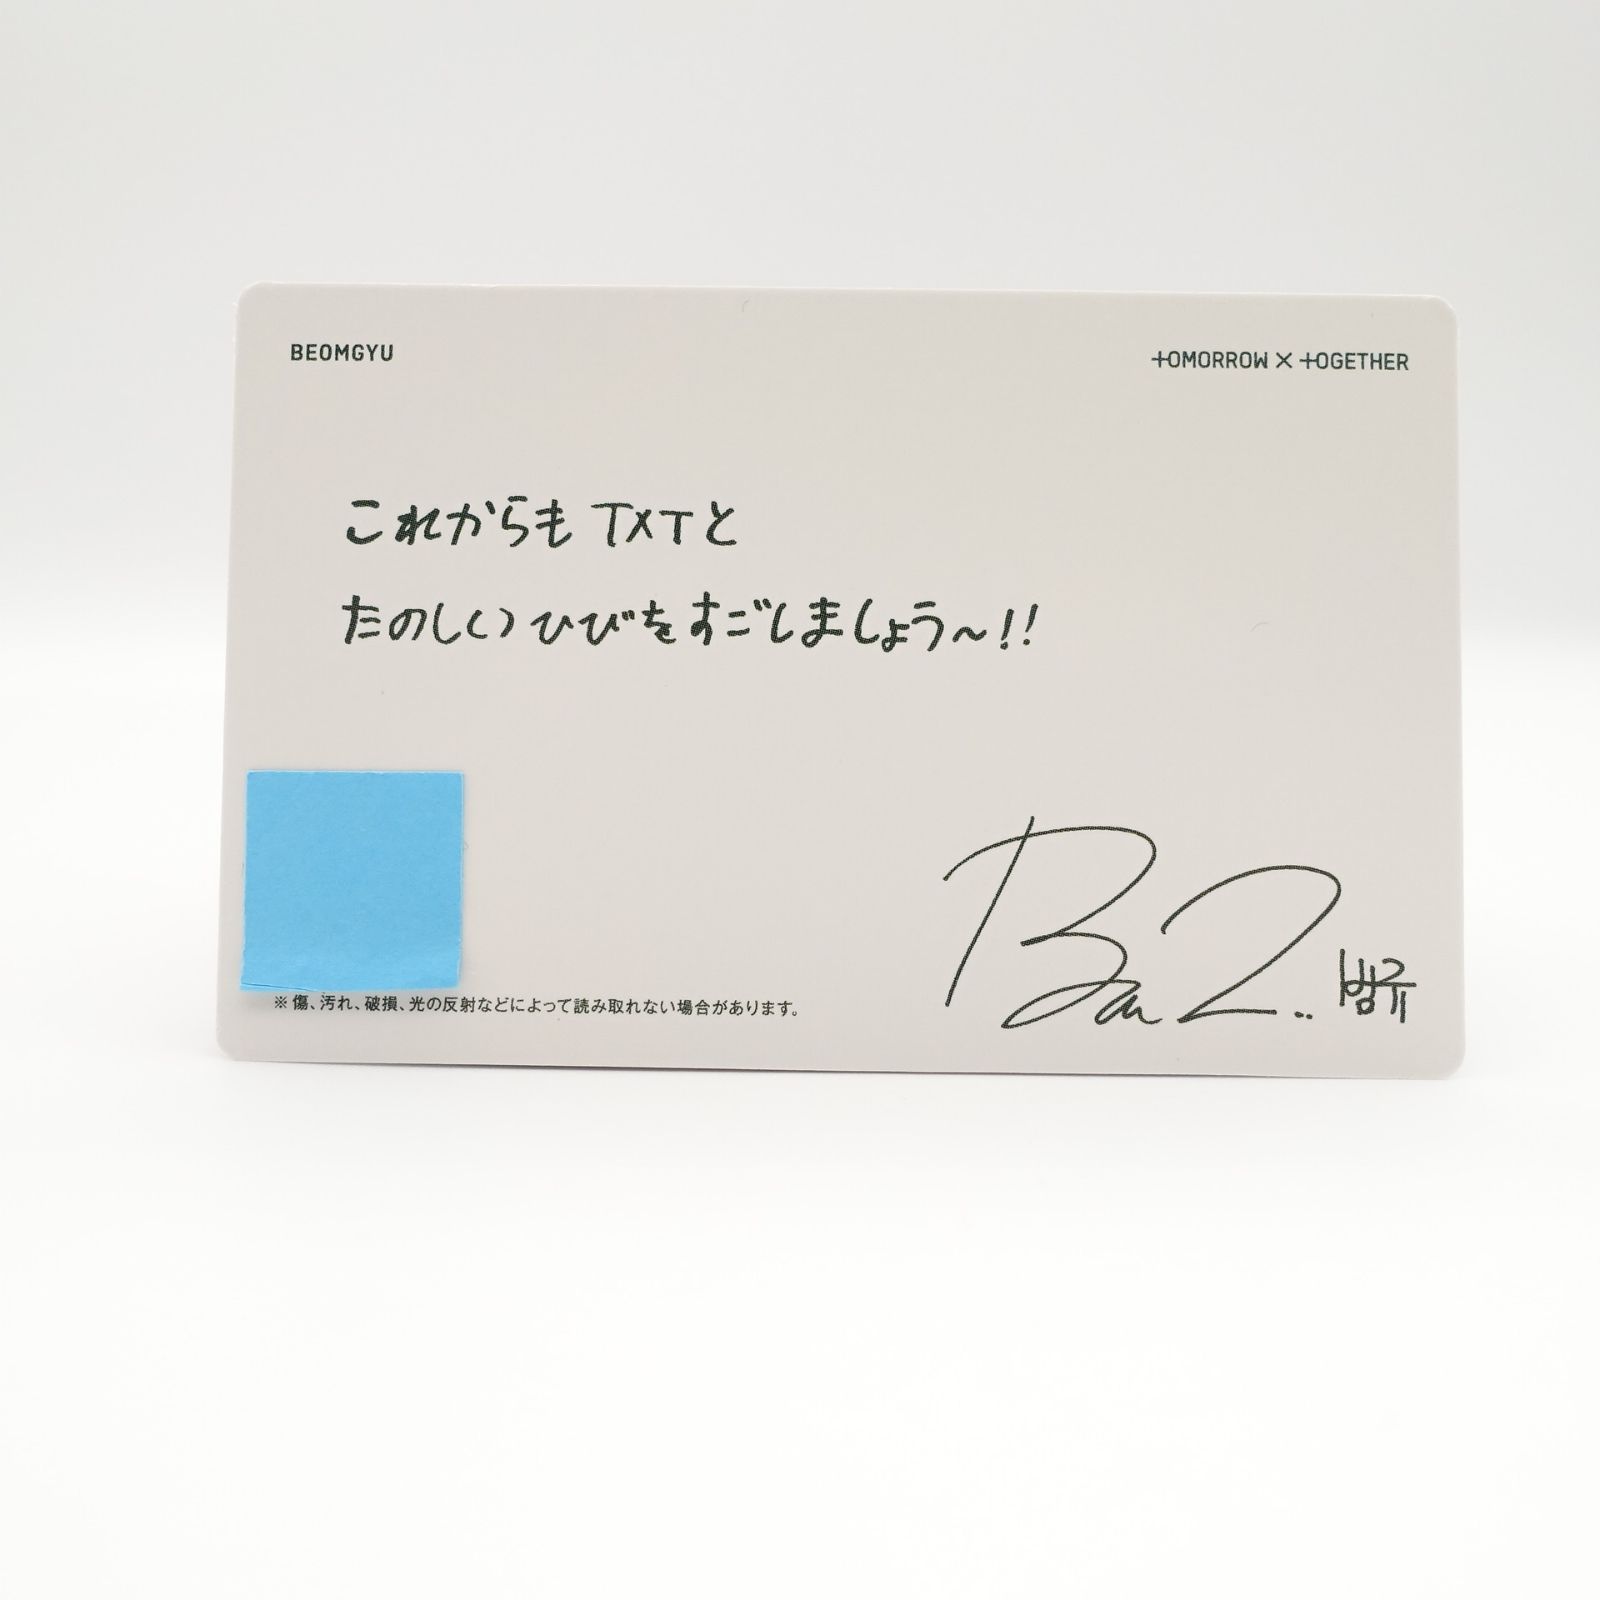 BEOMGYU
TOMORROW X TOGETHER
これからも TXTと
たのしい ひびを すごしましょう〜!!
범규
※傷、汚れ、破損、光の反射などによって読み取れない場合があります。